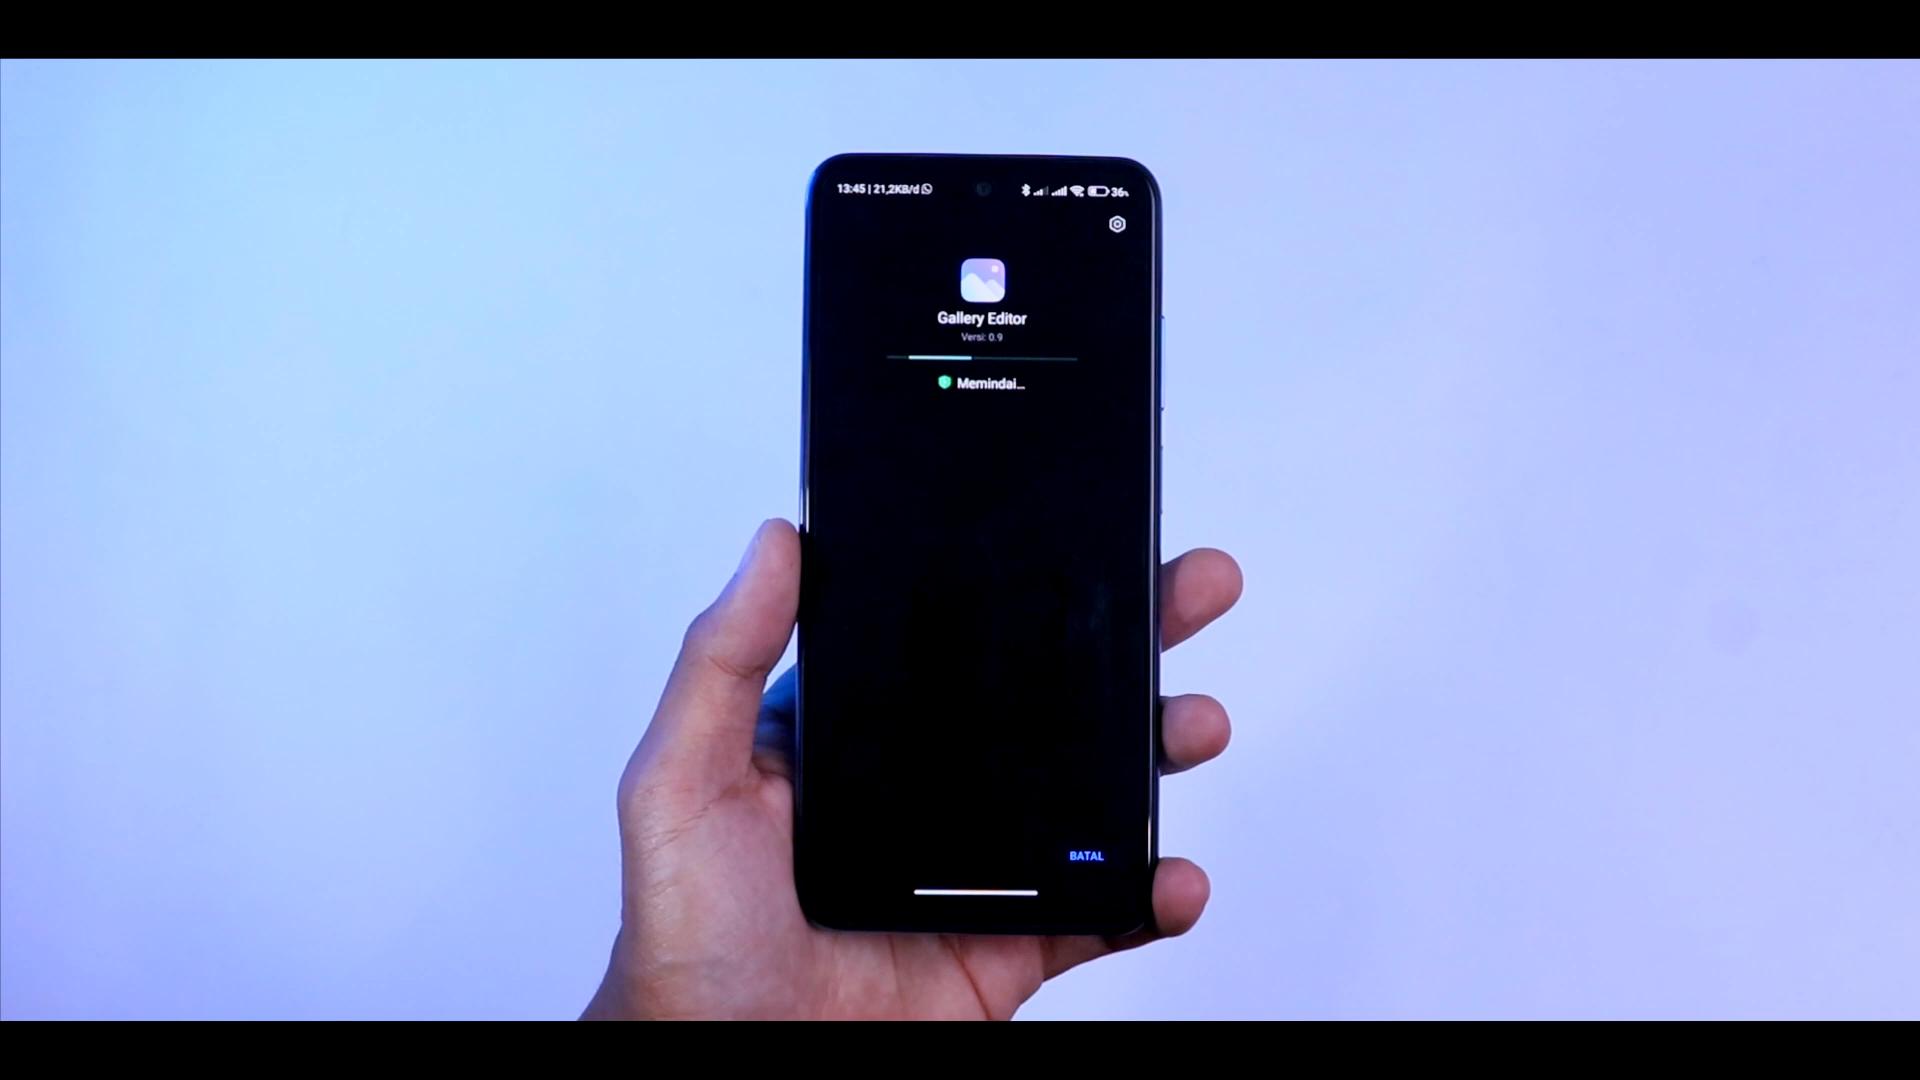 13:45 | 21,2KB/d
36%
Gallery Editor
Versi: 0.9
Memindai...
BATAL